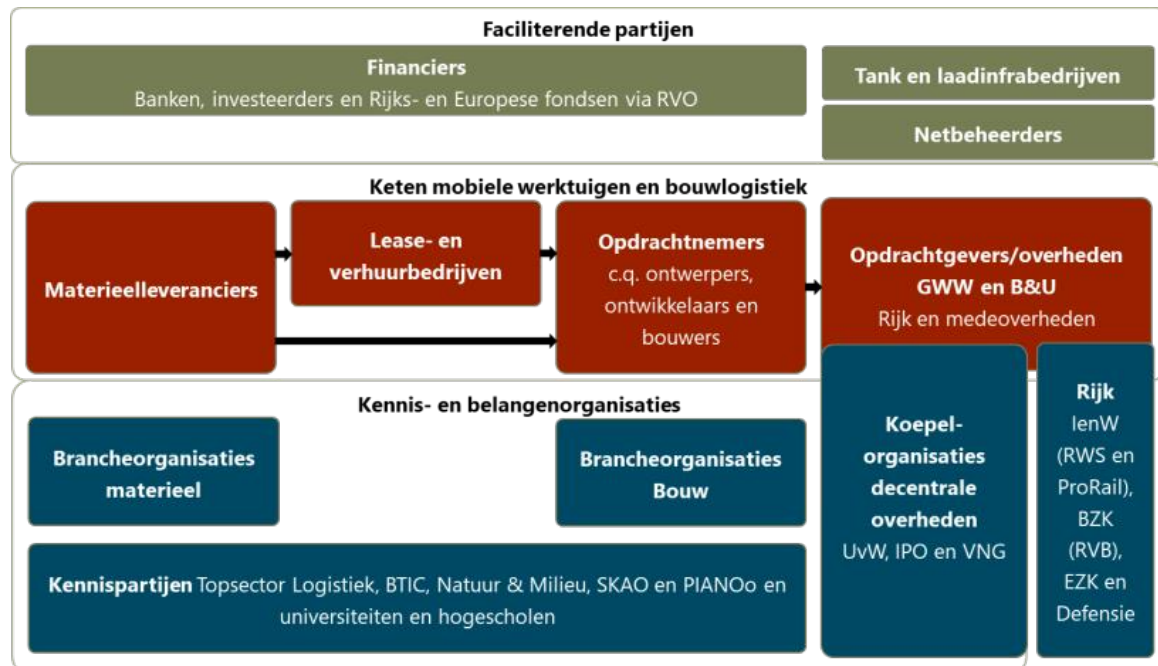 Faciliterende partijen
Financiers
Banken, investeerders en Rijks- en Europese fondsen via RVO
Tank en laadinfrabedrijven
Netbeheerders
Keten mobiele werktuigen en bouwlogistiek
Materieelleveranciers
Lease- en
verhuurbedrijven
Opdrachtnemers
c.q. ontwerpers,
ontwikkelaars en
bouwers
Opdrachtgevers/overheden
GWW en B&U
Rijk en medeoverheden
Kennis- en belangenorganisaties
Brancheorganisaties
materieel
Brancheorganisaties
Bouw
Kennispartijen Topsector Logistiek, BTIC, Natuur & Milieu, SKAO en PIANOo en
universiteiten en hogescholen
Koepel-
organisaties
decentrale
overheden
UvW, IPO en VNG
Rijk
IenW
(RWS en
ProRail),
BZK
(RVB),
EZK en
Defensie